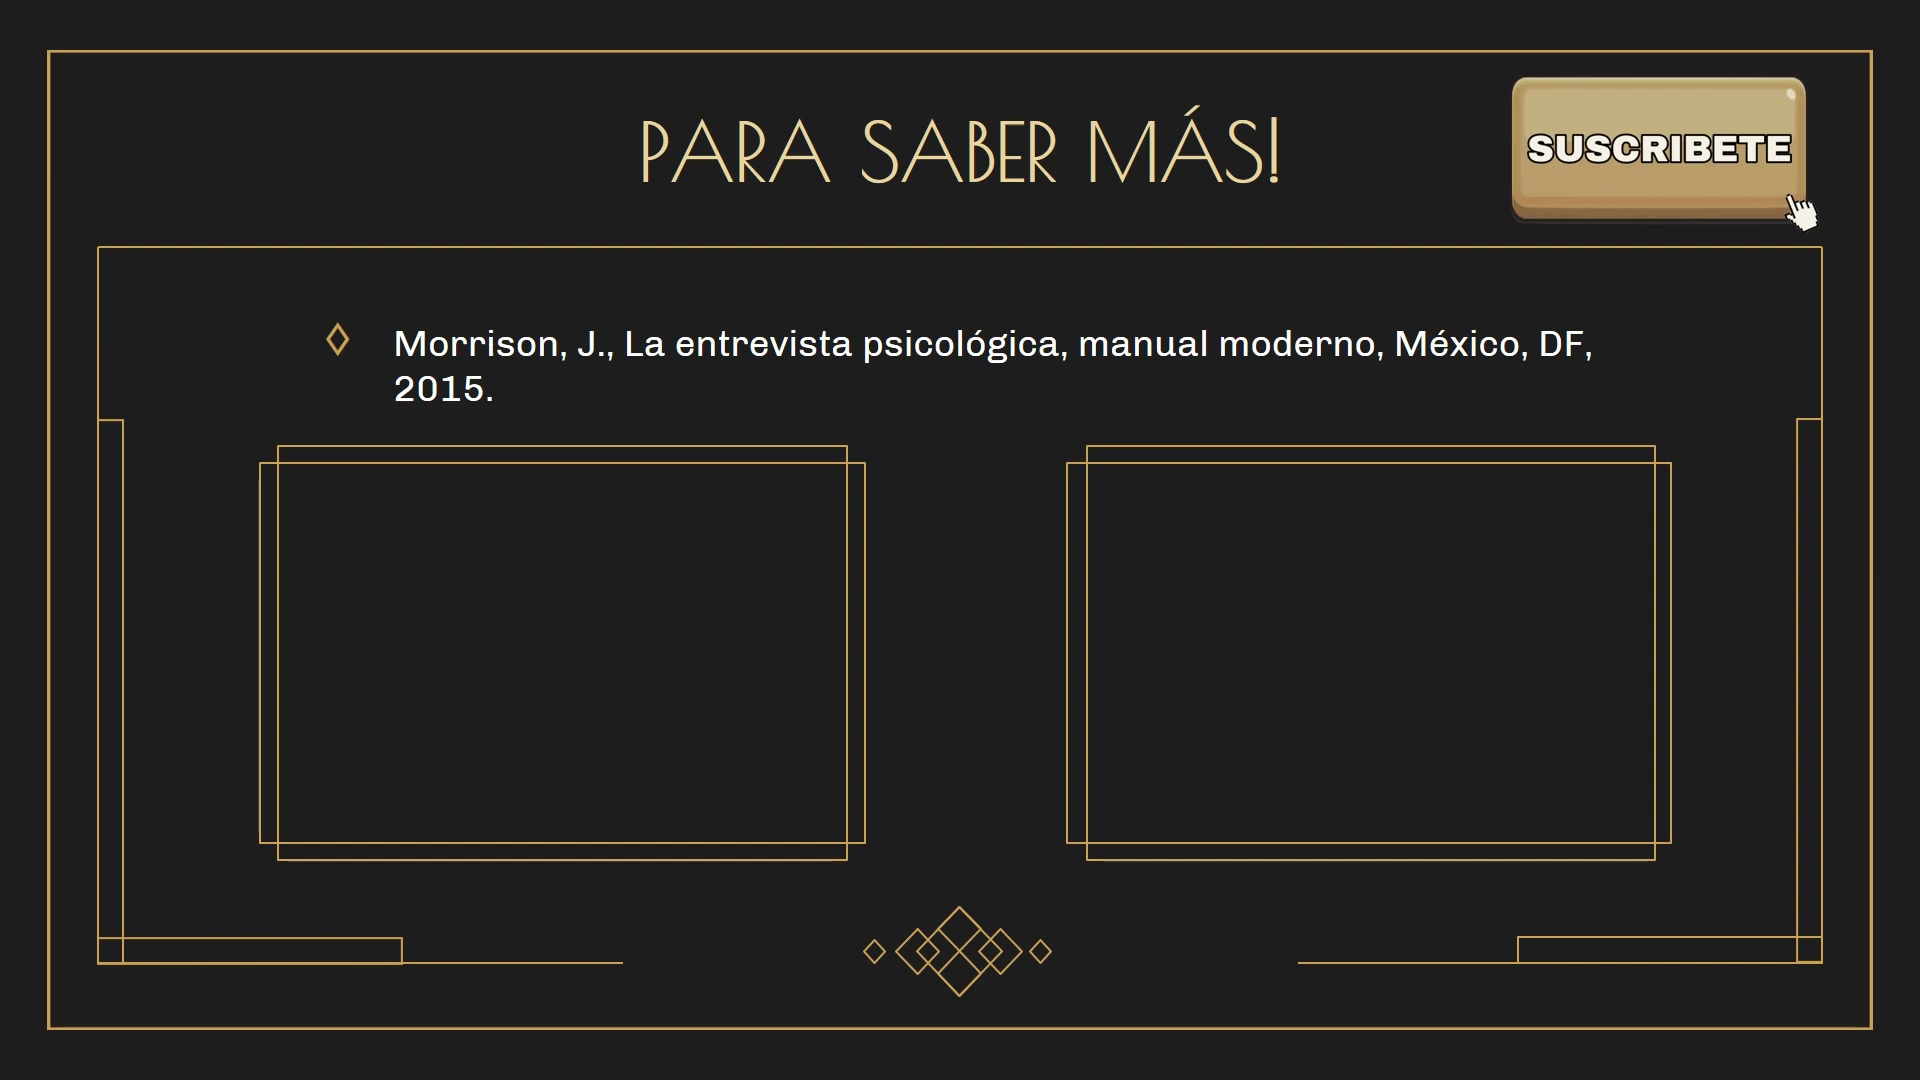 PARA SABER MÁS!
SUSCRIBETE
Morrison, J., La entrevista psicológica, manual moderno, México, DF,
2015.